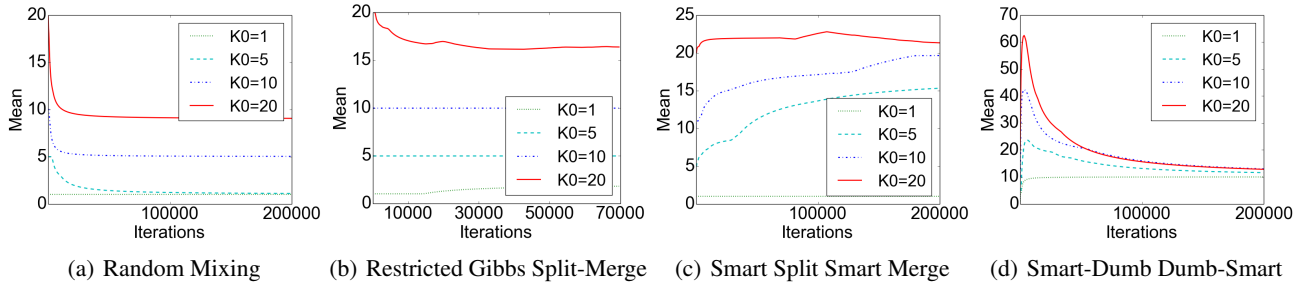 20
15
10
5
0
Mean
100000
200000
Iterations
K0=1
K0=5
K0=10
K0=20
(a) Random Mixing
20
15
10
5
0
Mean
10000
30000
50000
70000
Iterations
K0=1
K0=5
K0=10
K0=20
(b) Restricted Gibbs Split-Merge
25
20
15
10
5
0
Mean
100000
200000
Iterations
K0=1
K0=5
K0=10
K0=20
(c) Smart Split Smart Merge
70
60
50
40
30
20
10
0
Mean
100000
200000
Iterations
K0=1
K0=5
K0=10
K0=20
(d) Smart-Dumb Dumb-Smart